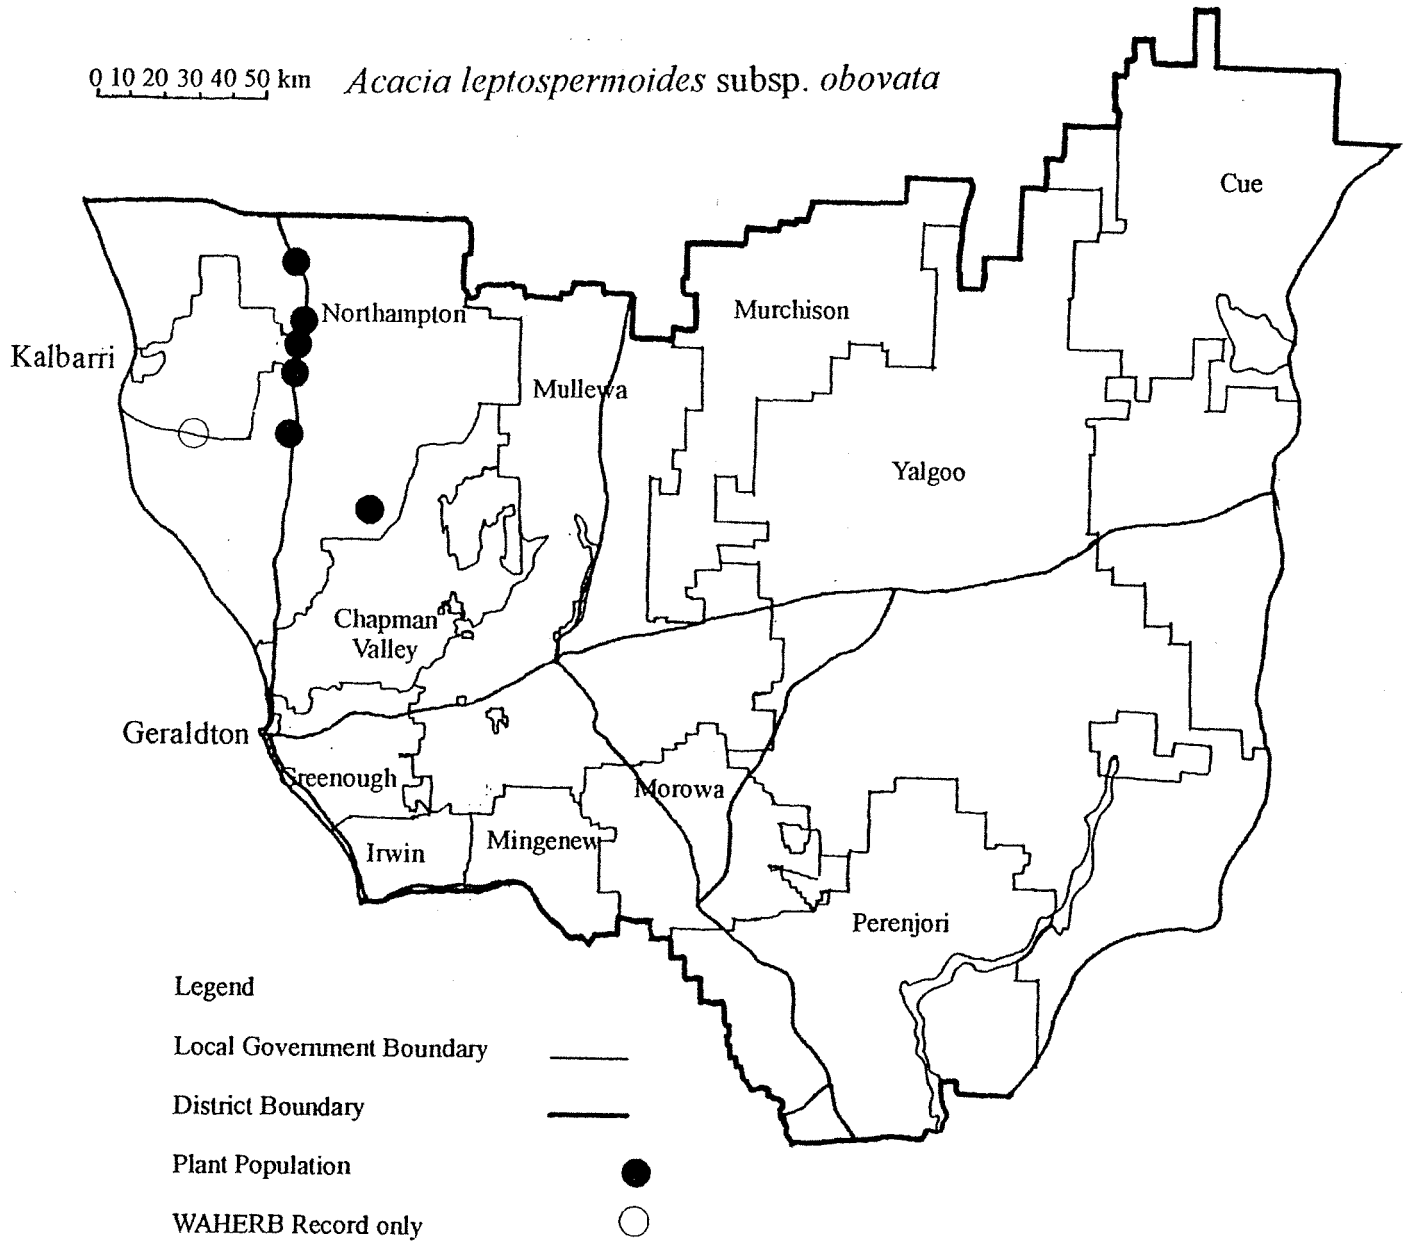 0 10 20 30 40 50 km
Acacia leptospermoides subsp. obovata
Cue
Northampton
Murchison
Kalbarri
Mullewa
Yalgoo
Chapman
Valley
Geraldton
Greenough
Morowa
Irwin
Mingenew
Perenjori
Legend
Local Government Boundary
District Boundary
Plant Population
WAHERB Record only